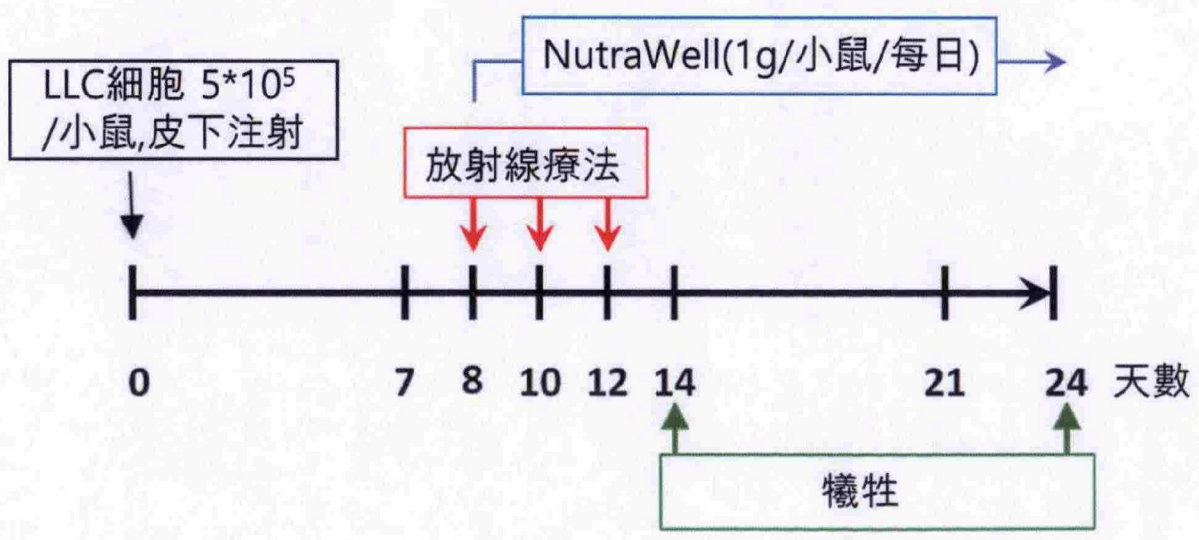 NutraWell(1g/小鼠/每日)
LLC細胞 5*10⁵
/小鼠,皮下注射
放射線療法
0 7 8 10 12 14 21 24 天數
犧牲